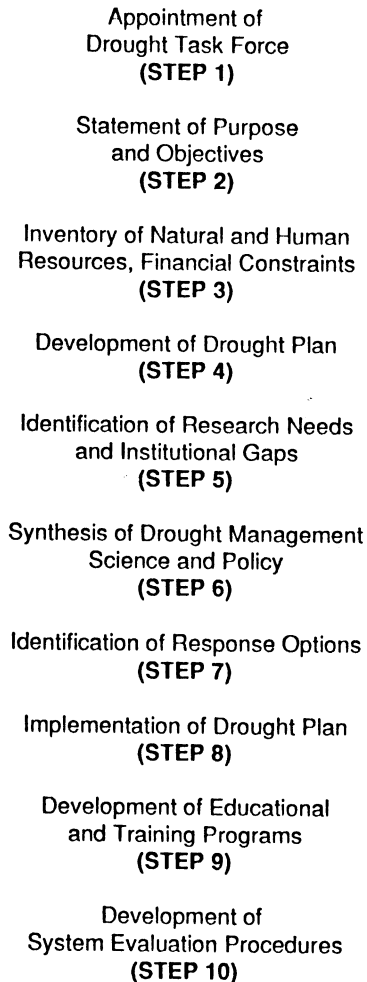 Appointment of
Drought Task Force
(STEP 1)
Statement of Purpose
and Objectives
(STEP 2)
Inventory of Natural and Human
Resources, Financial Constraints
(STEP 3)
Development of Drought Plan
(STEP 4)
Identification of Research Needs
and Institutional Gaps
(STEP 5)
Synthesis of Drought Management
Science and Policy
(STEP 6)
Identification of Response Options
(STEP 7)
Implementation of Drought Plan
(STEP 8)
Development of Educational
and Training Programs
(STEP 9)
Development of
System Evaluation Procedures
(STEP 10)